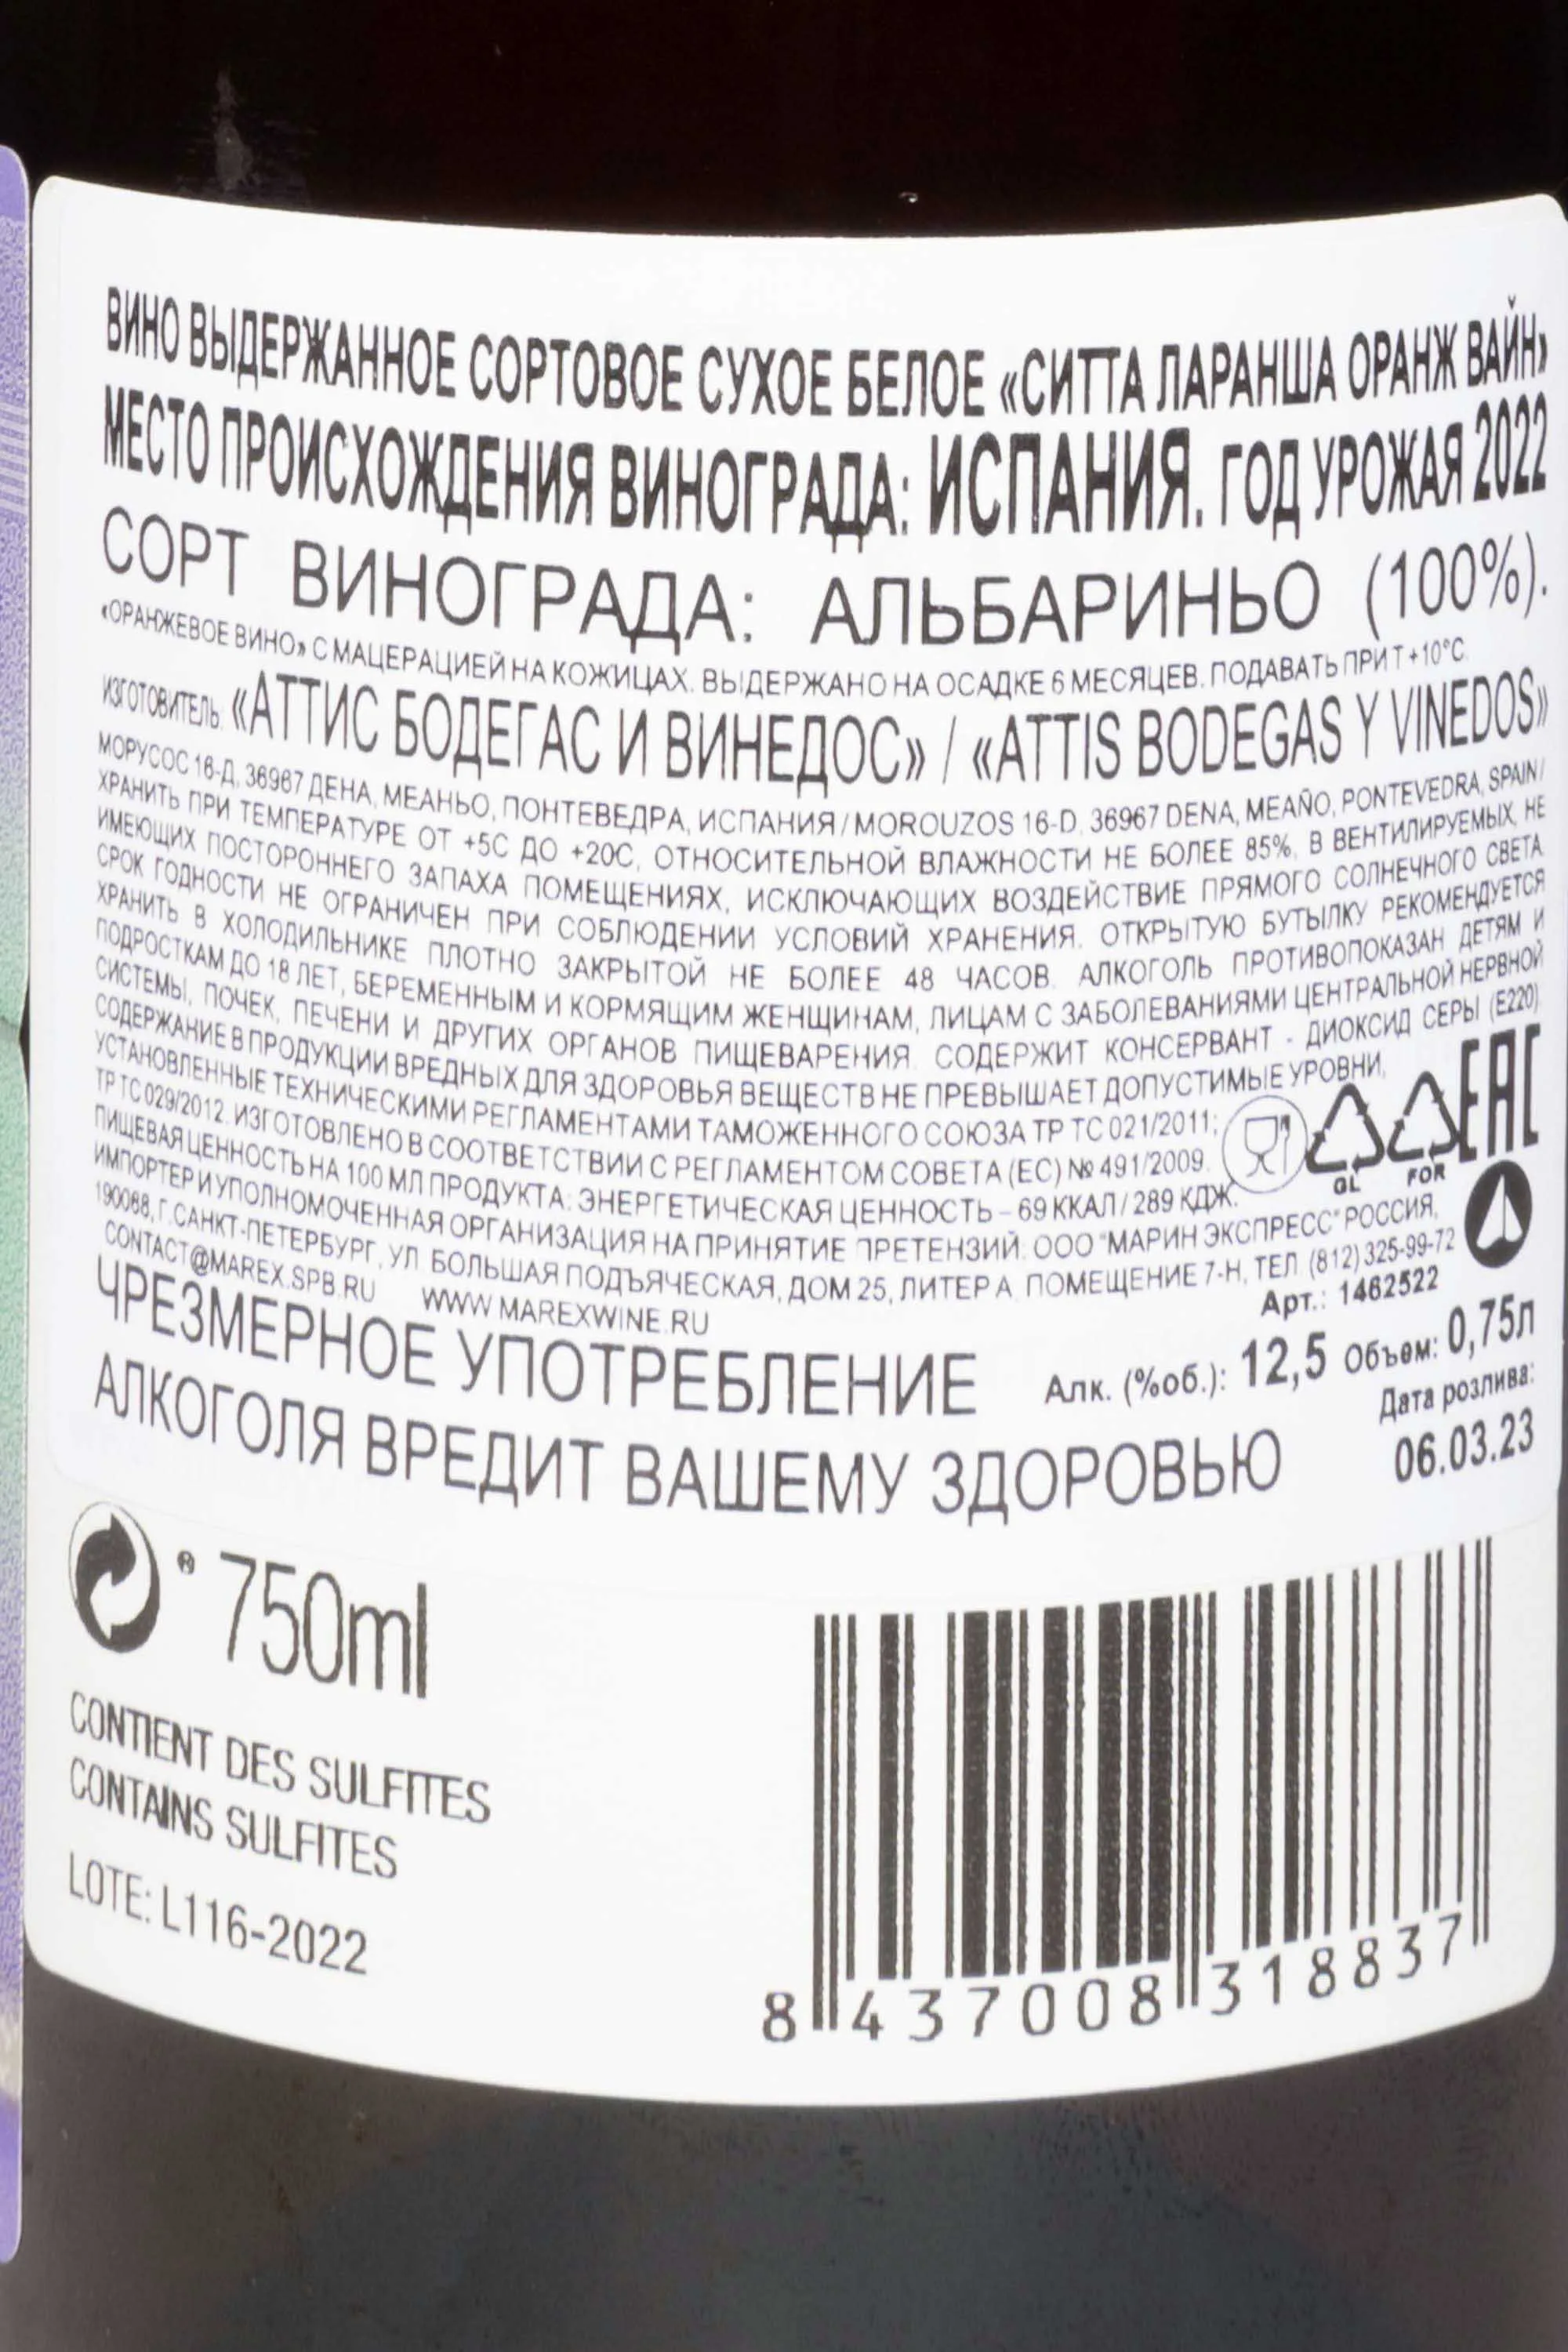 ВИНО ВЫДЕРЖАННОЕ СОРТОВОЕ СУХОЕ БЕЛОЕ «СИТТА ЛАРАНША ОРАНЖ ВАЙН»
МЕСТО ПРОИСХОЖДЕНИЯ ВИНОГРАДА: ИСПАНИЯ. ГОД УРОЖАЯ 2022
СОРТ ВИНОГРАДА: АЛЬБАРИНЬО (100%).
«ОРАНЖЕВОЕ ВИНО» С МАЦЕРАЦИЕЙ НА КОЖИЦАХ. ВЫДЕРЖАНО НА ОСАДКЕ 6 МЕСЯЦЕВ. ПОДАВАТЬ ПРИ Т +10°С.
ИЗГОТОВИТЕЛЬ: «АТТИС БОДЕГАС И ВИНЕДОС» / «ATTIS BODEGAS Y VINEDOS»
МОРУСОС 16-Д, 36967 ДЕНА, МЕАНЬО, ПОНТЕВЕДРА, ИСПАНИЯ / MOROUZOS 16-D, 36967 DENA, MEAÑO, PONTEVEDRA, SPAIN/
ХРАНИТЬ ПРИ ТЕМПЕРАТУРЕ ОТ +5С ДО +20С, ОТНОСИТЕЛЬНОЙ ВЛАЖНОСТИ НЕ БОЛЕЕ 85%, В ВЕНТИЛИРУЕМЫХ, НЕ
ИМЕЮЩИХ ПОСТОРОННЕГО ЗАПАХА ПОМЕЩЕНИЯХ, ИСКЛЮЧАЮЩИХ ВОЗДЕЙСТВИЕ ПРЯМОГО СОЛНЕЧНОГО СВЕТА.
СРОК ГОДНОСТИ НЕ ОГРАНИЧЕН ПРИ СОБЛЮДЕНИИ УСЛОВИЙ ХРАНЕНИЯ. ОТКРЫТУЮ БУТЫЛКУ РЕКОМЕНДУЕТСЯ
ХРАНИТЬ В ХОЛОДИЛЬНИКЕ ПЛОТНО ЗАКРЫТОЙ НЕ БОЛЕЕ 48 ЧАСОВ. АЛКОГОЛЬ ПРОТИВОПОКАЗАН ДЕТЯМ И
ПОДРОСТКАМ ДО 18 ЛЕТ, БЕРЕМЕННЫМ И КОРМЯЩИМ ЖЕНЩИНАМ, ЛИЦАМ С ЗАБОЛЕВАНИЯМИ ЦЕНТРАЛЬНОЙ НЕРВНОЙ
СИСТЕМЫ, ПОЧЕК, ПЕЧЕНИ И ДРУГИХ ОРГАНОВ ПИЩЕВАРЕНИЯ. СОДЕРЖИТ КОНСЕРВАНТ - ДИОКСИД СЕРЫ (Е220)
СОДЕРЖАНИЕ В ПРОДУКЦИИ ВРЕДНЫХ ДЛЯ ЗДОРОВЬЯ ВЕЩЕСТВ НЕ ПРЕВЫШАЕТ ДОПУСТИМЫЕ УРОВНИ,
УСТАНОВЛЕННЫЕ ТЕХНИЧЕСКИМИ РЕГЛАМЕНТАМИ ТАМОЖЕННОГО СОЮЗА ТР ТС 021/2011;
ТР ТС 029/2012. ИЗГОТОВЛЕНО В СООТВЕТСТВИИ С РЕГЛАМЕНТОМ СОВЕТА (ЕС) № 491/2009.
ПИЩЕВАЯ ЦЕННОСТЬ НА 100 МЛ ПРОДУКТА: ЭНЕРГЕТИЧЕСКАЯ ЦЕННОСТЬ – 69 ККАЛ / 289 КДЖ.
GL FOR EAC
ИМПОРТЕР И УПОЛНОМОЧЕННАЯ ОРГАНИЗАЦИЯ НА ПРИНЯТИЕ ПРЕТЕНЗИЙ: ООО "МАРИН ЭКСПРЕСС" РОССИЯ,
190068, Г. САНКТ-ПЕТЕРБУРГ, УЛ. БОЛЬШАЯ ПОДЪЯЧЕСКАЯ, ДОМ 25, ЛИТЕР А, ПОМЕЩЕНИЕ 7-Н, ТЕЛ. (812) 325-99-72
CONTACT@MAREX.SPB.RU WWW.MAREXWINE.RU
Арт.: 1462522
ЧРЕЗМЕРНОЕ УПОТРЕБЛЕНИЕ
АЛКОГОЛЯ ВРЕДИТ ВАШЕМУ ЗДОРОВЬЮ
Алк. (%об.): 12,5 Объем: 0,75л
Дата розлива:
06.03.23
® 750ml
CONTIENT DES SULFITES
CONTAINS SULFITES
LOTE: L116-2022
8 437008 318837